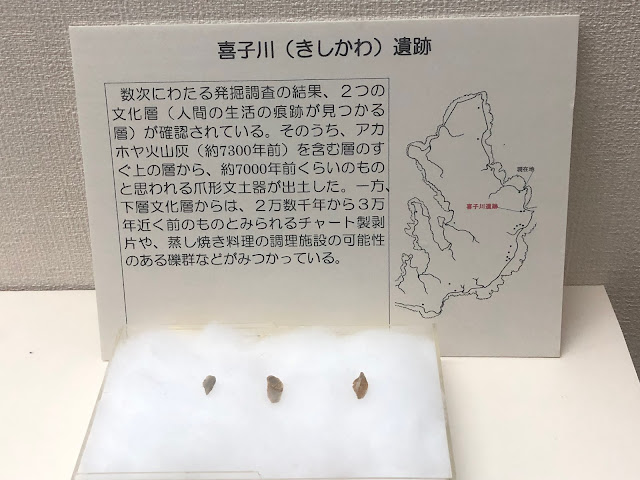 喜子川（きしかわ）遺跡
数次にわたる発掘調査の結果、２つの
文化層（人間の生活の痕跡が見つかる
層）が確認されている。そのうち、アカ
ホヤ火山灰（約7300年前）を含む層のす
ぐ上の層から、約7000年前くらいのもの
と思われる爪形文土器が出土した。一方、
下層文化層からは、２万数千年から３万
年近く前のものとみられるチャート製剥
片や、蒸し焼き料理の調理施設の可能性
のある礫群などがみつかっている。
現在地
喜子川遺跡